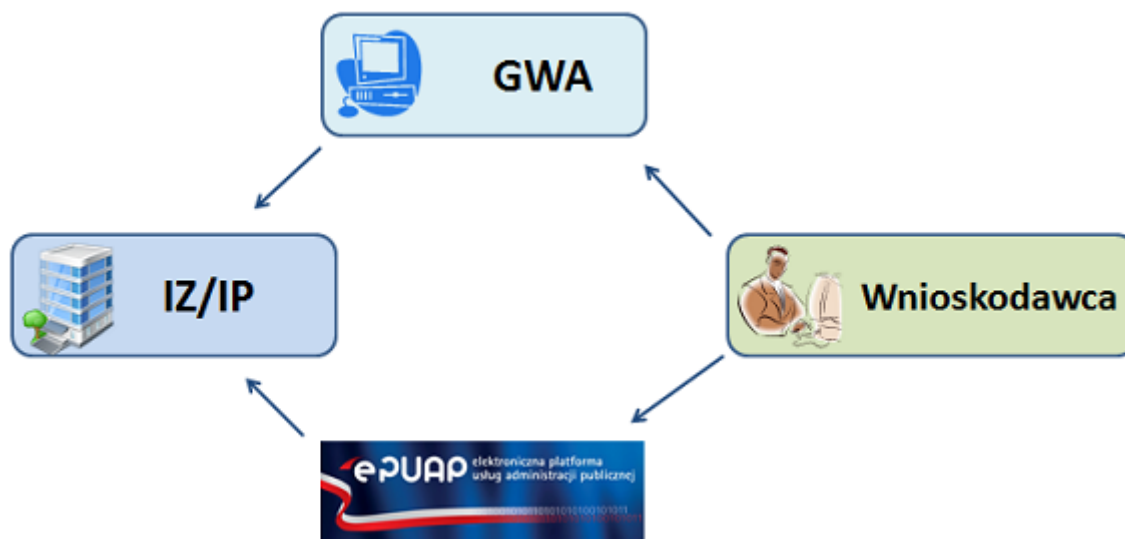 GWA
IZ/IP
Wnioskodawca
ePUAP
elektroniczna platforma
usług administracji publicznej